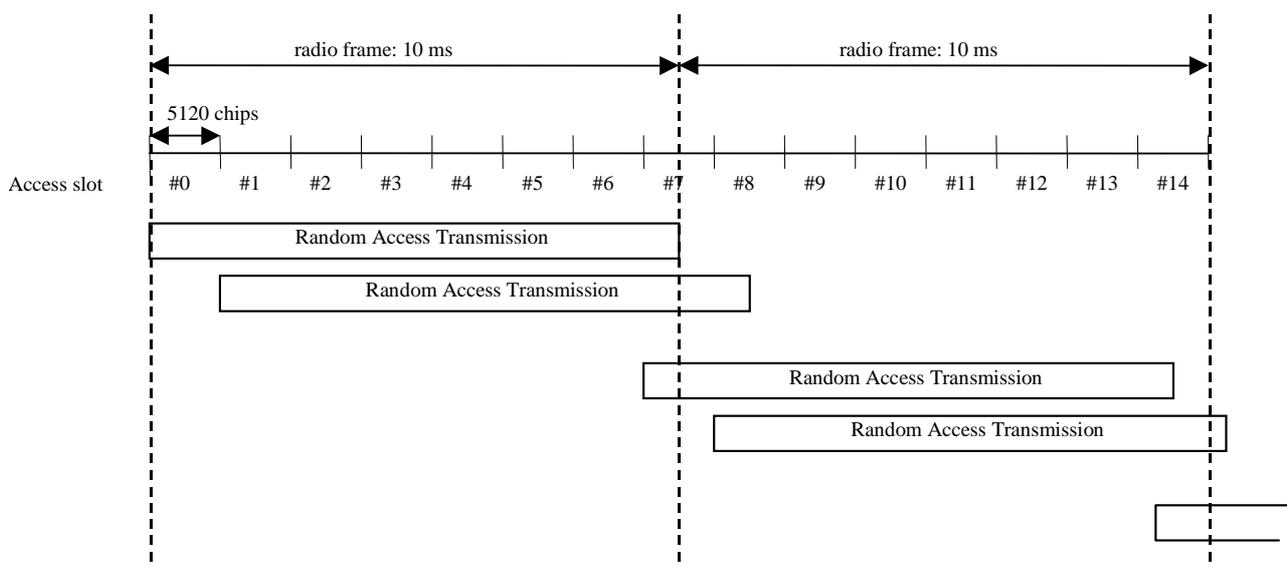 radio frame: 10 ms radio frame: 10 ms
5120 chips
Access slot #0 #1 #2 #3 #4 #5 #6 #7 #8 #9 #10 #11 #12 #13 #14
Random Access Transmission
Random Access Transmission
Random Access Transmission
Random Access Transmission